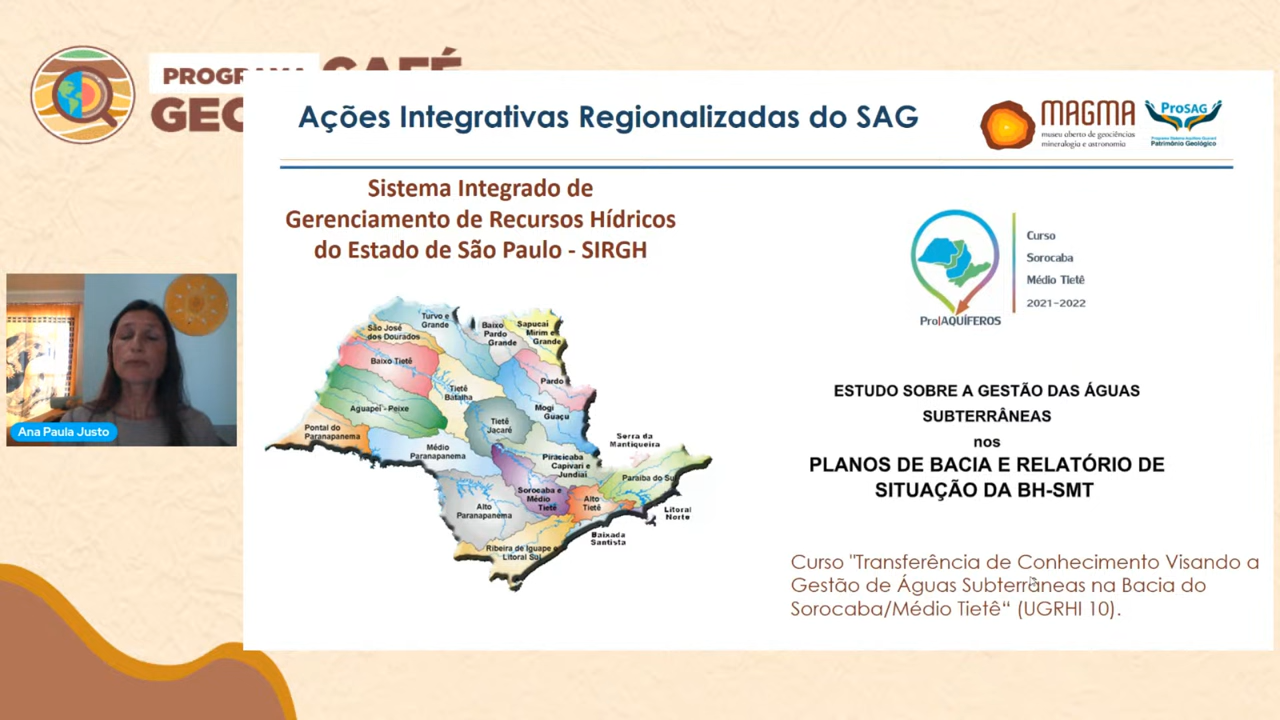 PROGRAMA CAFÉ
GEO
Ações Integrativas Regionalizadas do SAG
MAGMA
museu aberto de geociências
mineralogia e astronomia
ProSAG
Patrimônio Geológico
Sistema Integrado de
Gerenciamento de Recursos Hídricos
do Estado de São Paulo - SIRGH
Turvo e
Grande
São José
dos Dourados
Baixo
Pardo
Grande
Sapucai
Mirim e
Grande
Baixo Tietê
Tietê
Batalha
Pardo
Aguapeí - Peixe
Mogi
Guaçu
Tietê
Jacaré
Pontal do
Paranapanema
Médio
Paranapanema
Serra da
Mantiqueira
Piracicaba
Capivari e
Jundiaí
Paraíba do Sul
Sorocaba e
Médio
Tietê
Alto
Tietê
Alto
Paranapanema
Litoral
Norte
Baixada
Santista
Ribeira de Iguape e
Litoral Sul
Curso
Sorocaba
Médio Tietê
2021-2022
Pro|AQUÍFEROS
ESTUDO SOBRE A GESTÃO DAS ÁGUAS
SUBTERRÂNEAS
nos
PLANOS DE BACIA E RELATÓRIO DE
SITUAÇÃO DA BH-SMT
Curso "Transferência de Conhecimento Visando a
Gestão de Águas Subterrâneas na Bacia do
Sorocaba/Médio Tietê“ (UGRHI 10).
Ana Paula Justo